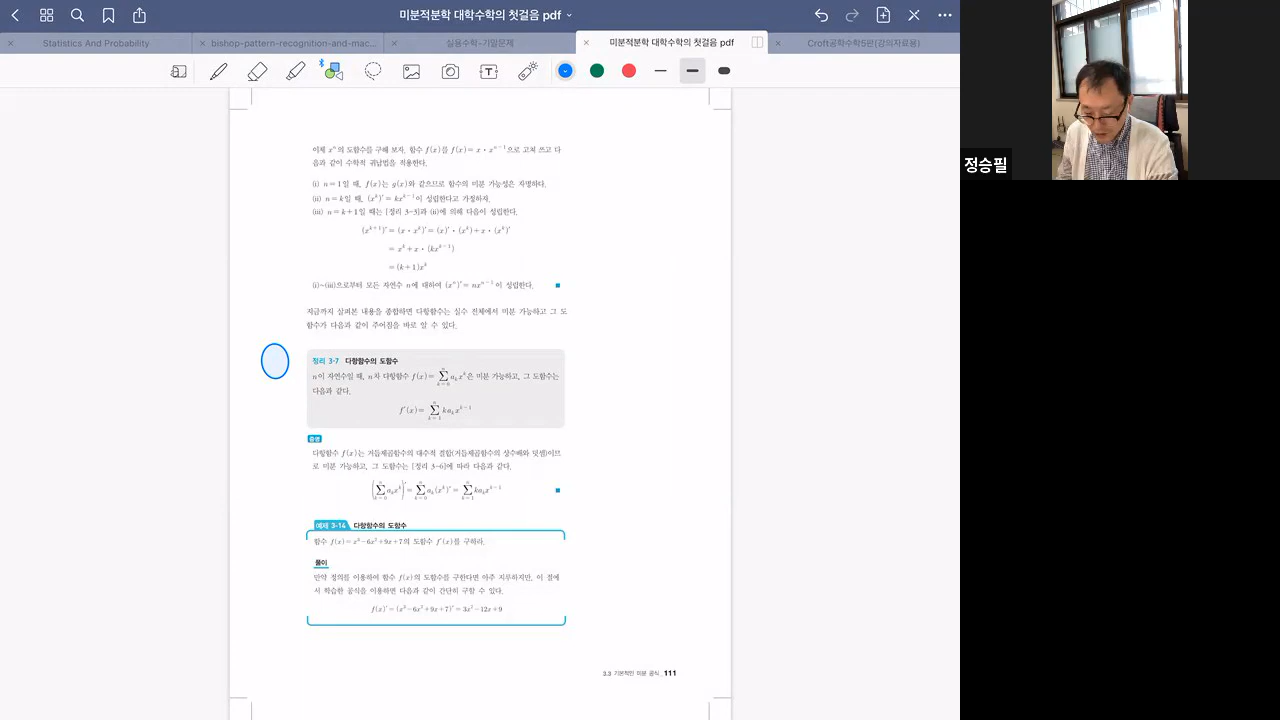 미분적분학 대학수학의 첫걸음 pdf
Statistics And Probability
bishop-pattern-recognition-and-mac...
실용수학-기말문제
미분적분학 대학수학의 첫걸음 pdf
Croft공학수학5판(강의자료용)
정승필
이제 xⁿ의 도함수를 구해 보자. 함수 f(x)를 f(x) = x · xⁿ⁻¹으로 고쳐 쓰고 다
음과 같이 수학적 귀납법을 적용한다.
(i) n = 1일 때, f(x)는 g(x)와 같으므로 함수의 미분 가능성은 자명하다.
(ii) n = k일 때, (xᵏ)′ = kxᵏ⁻¹이 성립한다고 가정하자.
(iii) n = k+1일 때는 [정리 3-3]과 (ii)에 의해 다음이 성립한다.
(xᵏ⁺¹)′ = (x · xᵏ)′ = (x)′ · (xᵏ) + x · (xᵏ)′
= xᵏ + x · (kxᵏ⁻¹)
= (k+1)xᵏ
(i)~(iii)으로부터 모든 자연수 n에 대하여 (xⁿ)′ = nxⁿ⁻¹이 성립한다.
지금까지 살펴본 내용을 종합하면 다항함수는 실수 전체에서 미분 가능하고 그 도
함수가 다음과 같이 주어짐을 바로 알 수 있다.
정리 3-7 다항함수의 도함수
n이 자연수일 때, n차 다항함수 f(x) = ∑ₖ₌₀ⁿ aₖxᵏ은 미분 가능하고, 그 도함수는
다음과 같다.
f′(x) = ∑ₖ₌₁ⁿ kaₖxᵏ⁻¹
증명
다항함수 f(x)는 거듭제곱함수의 대수적 결합(거듭제곱함수의 상수배와 덧셈)이므
로 미분 가능하고, 그 도함수는 [정리 3-6]에 따라 다음과 같다.
(∑ₖ₌₀ⁿ aₖxᵏ)′ = ∑ₖ₌₀ⁿ aₖ(xᵏ)′ = ∑ₖ₌₁ⁿ kaₖxᵏ⁻¹
예제 3-14 다항함수의 도함수
함수 f(x) = x³ − 6x² + 9x + 7의 도함수 f′(x)를 구하라.
풀이
만약 정의를 이용하여 함수 f(x)의 도함수를 구한다면 아주 지루하지만, 이 절에
서 학습한 공식을 이용하면 다음과 같이 간단히 구할 수 있다.
f(x)′ = (x³ − 6x² + 9x + 7)′ = 3x² − 12x + 9
3.3 기본적인 미분 공식 111